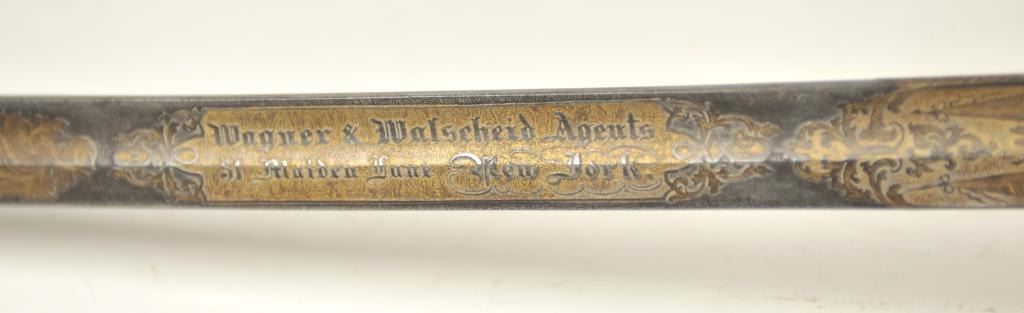 Wagner & Walscheid Agents
51 Maiden Lane New York.